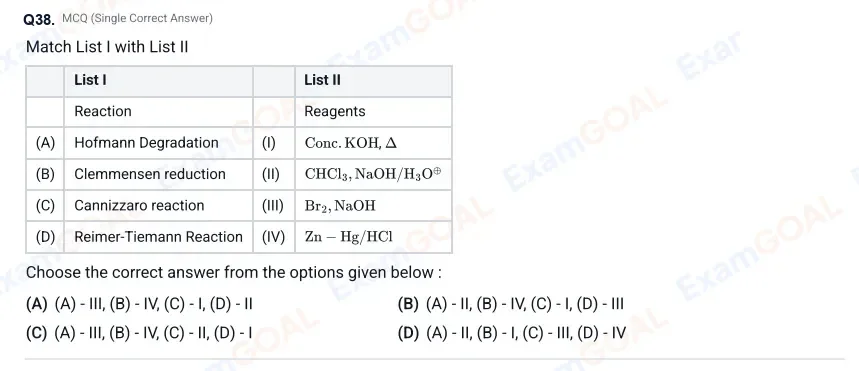 Q38. MCQ (Single Correct Answer)
Match List I with List II
List I List II
Reaction Reagents
(A) Hofmann Degradation (I) Conc. KOH, Δ
(B) Clemmensen reduction (II) CHCl₃, NaOH/H₃O⊕
(C) Cannizzaro reaction (III) Br₂, NaOH
(D) Reimer-Tiemann Reaction (IV) Zn − Hg/HCl
Choose the correct answer from the options given below :
(A) (A) - III, (B) - IV, (C) - I, (D) - II (B) (A) - II, (B) - IV, (C) - I, (D) - III
(C) (A) - III, (B) - IV, (C) - II, (D) - I (D) (A) - II, (B) - I, (C) - III, (D) - IV
ExamGOAL